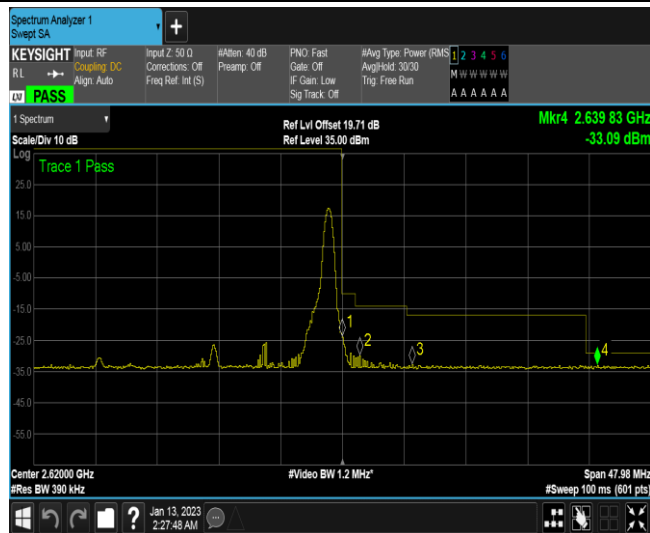 Spectrum Analyzer 1
Swept SA
+
KEYSIGHT
RL
LXI PASS
Input: RF
Coupling: DC
Align: Auto
Input Z: 50 Ω
Corrections: Off
Freq Ref: Int (S)
#Atten: 40 dB
Preamp: Off
PNO: Fast
Gate: Off
IF Gain: Low
Sig Track: Off
#Avg Type: Power (RMS
Avg|Hold: 30/30
Trig: Free Run
1 2 3 4 5 6
M W W W W W
A A A A A A
1 Spectrum
Scale/Div 10 dB
Ref Lvl Offset 19.71 dB
Ref Level 35.00 dBm
Mkr4 2.639 83 GHz
-33.09 dBm
Log
Trace 1 Pass
25.0
15.0
5.00
-5.00
-15.0
-25.0
-35.0
-45.0
-55.0
1
2
3
4
Center 2.62000 GHz
#Res BW 390 kHz
#Video BW 1.2 MHz*
Span 47.98 MHz
#Sweep 100 ms (601 pts)
?
Jan 13, 2023
2:27:48 AM